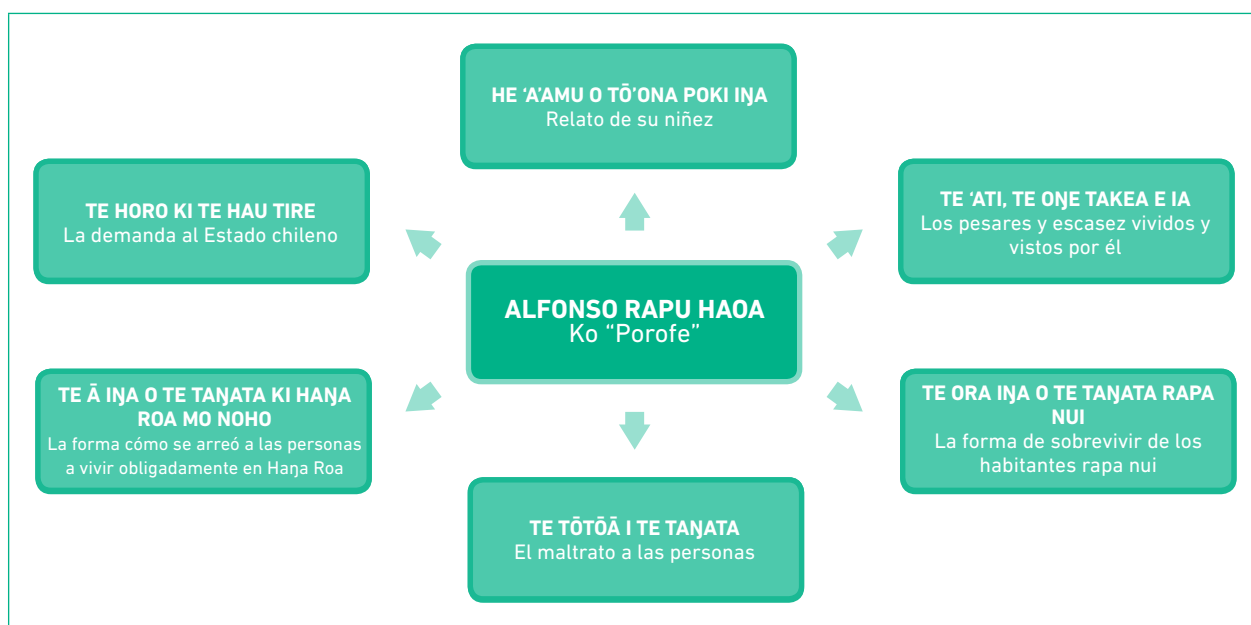 HE ‘A’AMU O TŌ’ONA POKI IŊA
Relato de su niñez
TE HORO KI TE HAU TIRE
La demanda al Estado chileno
TE ‘ATI, TE OŊE TAKEA E IA
Los pesares y escasez vividos y
vistos por él
ALFONSO RAPU HAOA
Ko “Porofe”
TE Ā IŊA O TE TAŊATA KI HAŊA
ROA MO NOHO
La forma cómo se arreó a las personas
a vivir obligadamente en Haŋa Roa
TE ORA IŊA O TE TAŊATA RAPA
NUI
La forma de sobrevivir de los
habitantes rapa nui
TE TŌTŌĀ I TE TAŊATA
El maltrato a las personas